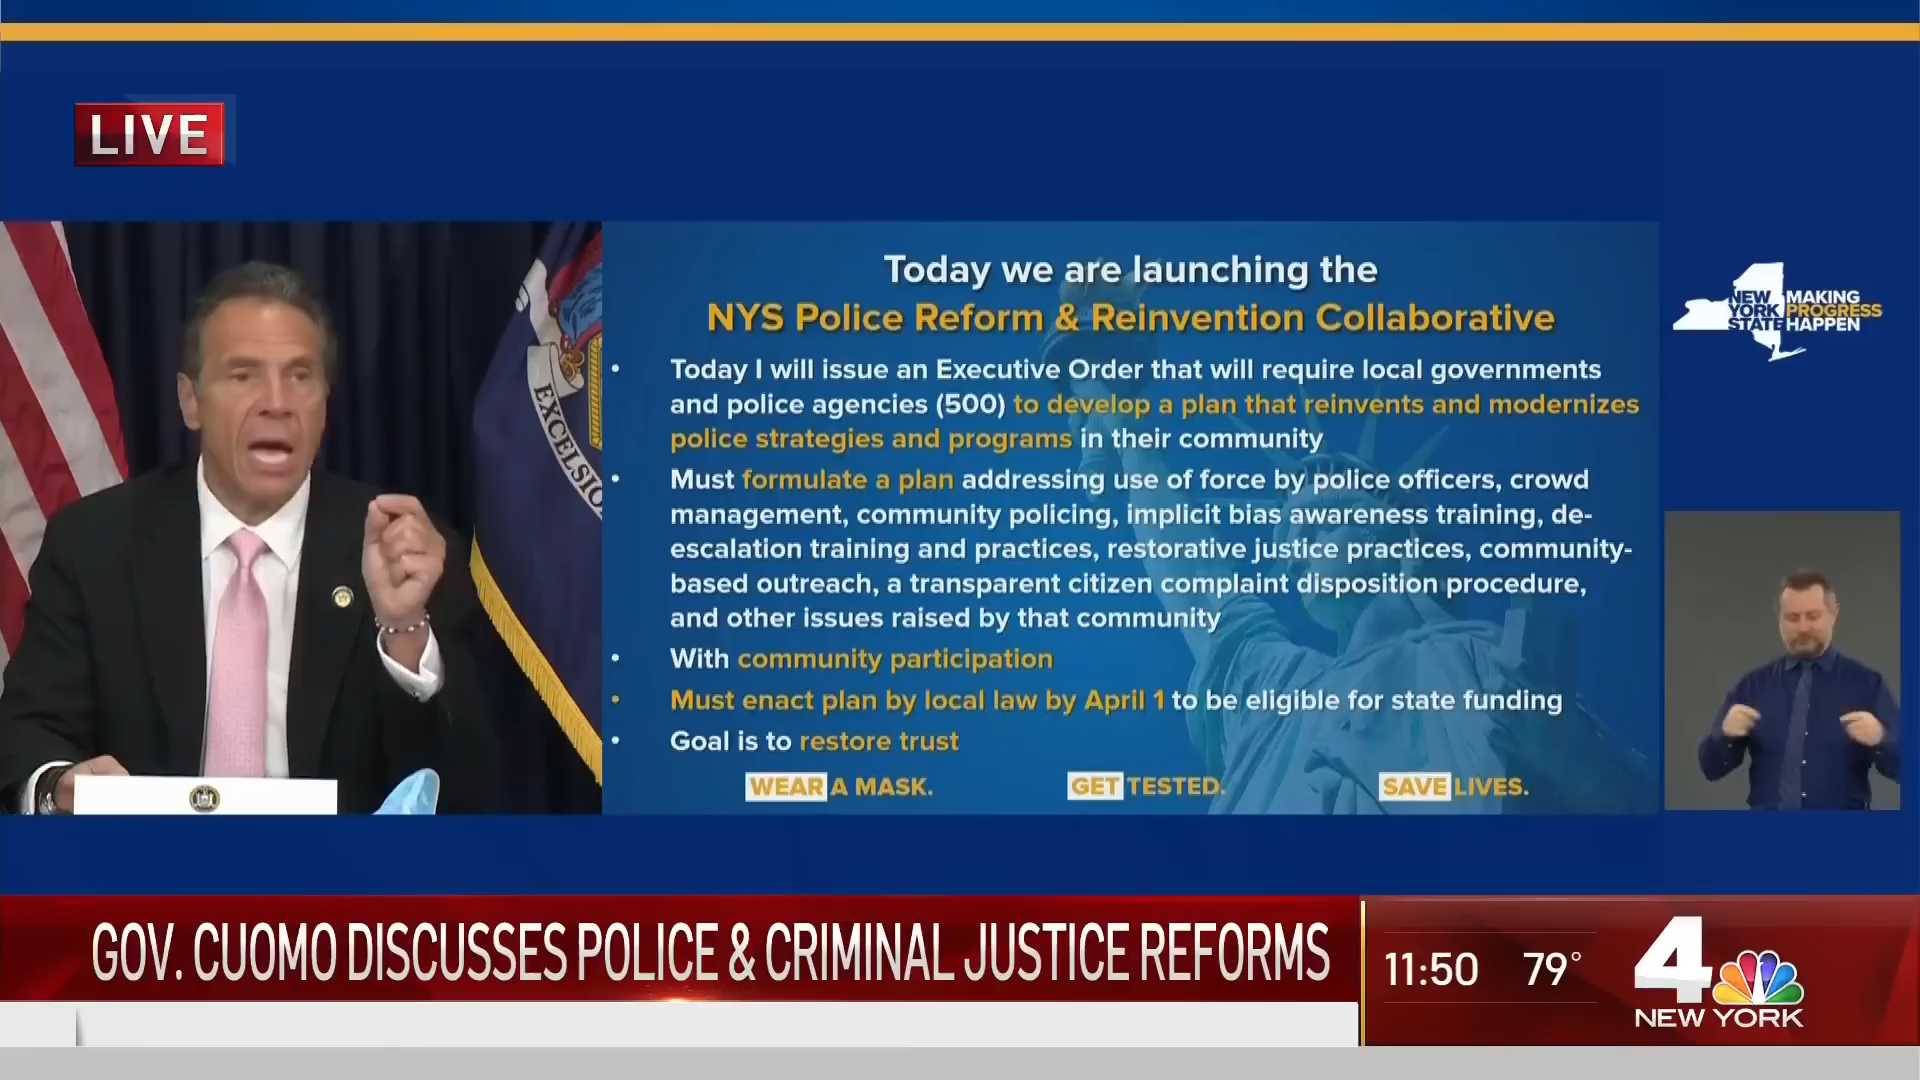 LIVE
EXCELSIO
Today we are launching the
NYS Police Reform & Reinvention Collaborative
• Today I will issue an Executive Order that will require local governments
and police agencies (500) to develop a plan that reinvents and modernizes
police strategies and programs in their community
• Must formulate a plan addressing use of force by police officers, crowd
management, community policing, implicit bias awareness training, de-
escalation training and practices, restorative justice practices, community-
based outreach, a transparent citizen complaint disposition procedure,
and other issues raised by that community
• With community participation
• Must enact plan by local law by April 1 to be eligible for state funding
• Goal is to restore trust
WEAR A MASK. GET TESTED. SAVE LIVES.
NEW YORK STATE
MAKING PROGRESS HAPPEN
GOV. CUOMO DISCUSSES POLICE & CRIMINAL JUSTICE REFORMS
11:50 79°
4
NEW YORK